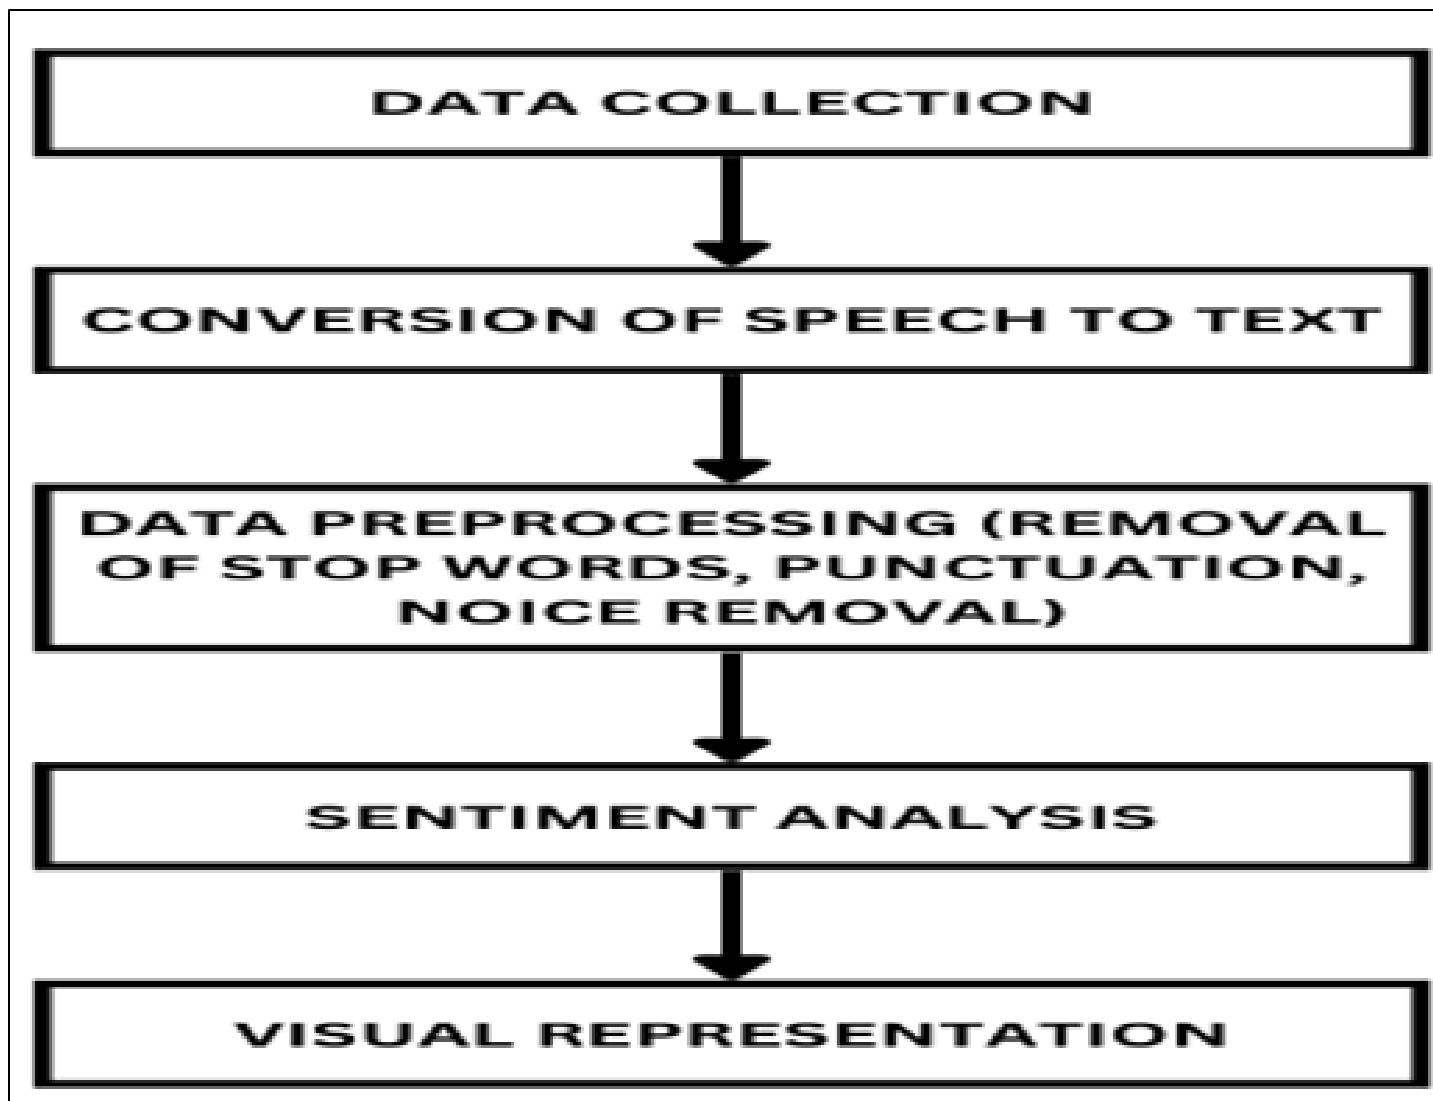 DATA COLLECTION
CONVERSION OF SPEECH TO TEXT
DATA PREPROCESSING (REMOVAL
OF STOP WORDS, PUNCTUATION,
NOICE REMOVAL)
SENTIMENT ANALYSIS
VISUAL REPRESENTATION